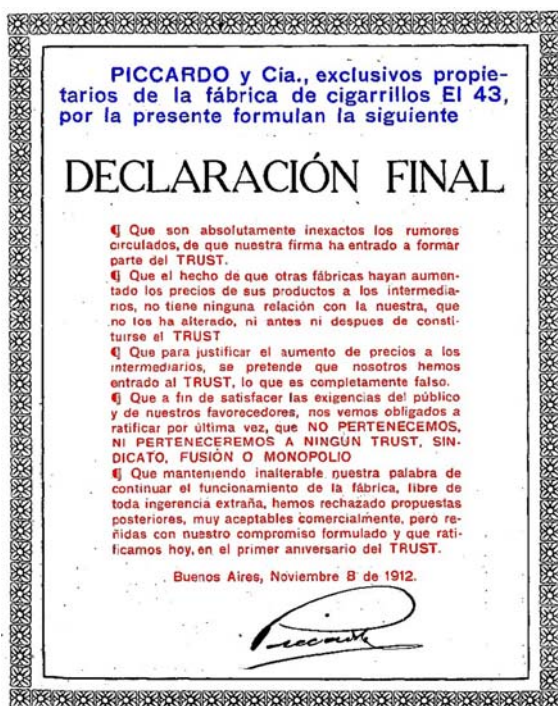 PICCARDO y Cía., exclusivos propie-
tarios de la fábrica de cigarrillos El 43,
por la presente formulan la siguiente
DECLARACIÓN FINAL
¶ Que son absolutamente inexactos los rumores
circulados, de que nuestra firma ha entrado a formar
parte del TRUST.
¶ Que el hecho de que otras fábricas hayan aumen-
tado los precios de sus productos a los intermedia-
rios, no tiene ninguna relación con la nuestra, que
no los ha alterado, ni antes ni despues de consti-
tuirse el TRUST
¶ Que para justificar el aumento de precios a los
intermediarios, se pretende que nosotros hemos
entrado al TRUST, lo que es completamente falso.
¶ Que a fin de satisfacer las exigencias del público
y de nuestros favorecedores, nos vemos obligados a
ratificar por última vez, que NO PERTENECEMOS,
NI PERTENECEREMOS A NINGÚN TRUST, SIN-
DICATO, FUSIÓN O MONOPOLIO
¶ Que manteniendo inalterable nuestra palabra de
continuar el funcionamiento de la fábrica, libre de
toda ingerencia extraña, hemos rechazado propuestas
posteriores, muy aceptables comercialmente, pero re-
ñidas con nuestro compromiso formulado y que rati-
ficamos hoy, en el primer aniversario del TRUST.
Buenos Aires, Noviembre 8 de 1912.
Piccardo